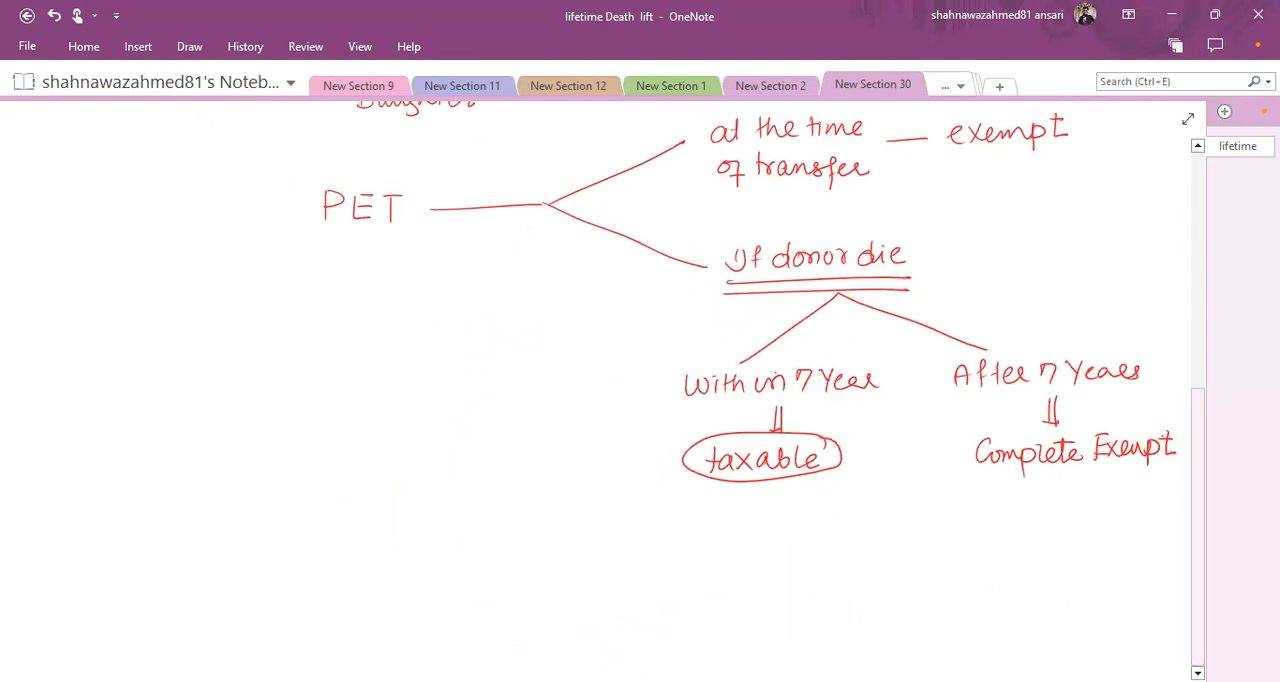 lifetime Death lift - OneNote
shahnawazahmed81 ansari
File Home Insert Draw History Review View Help
shahnawazahmed81's Noteb...
New Section 9
New Section 11
New Section 12
New Section 1
New Section 2
New Section 30
...
Search (Ctrl+E)
lifetime
at the time — exempt
of transfer
PET
If donor die
Within 7 Year
After 7 Years
taxable
Complete Exempt